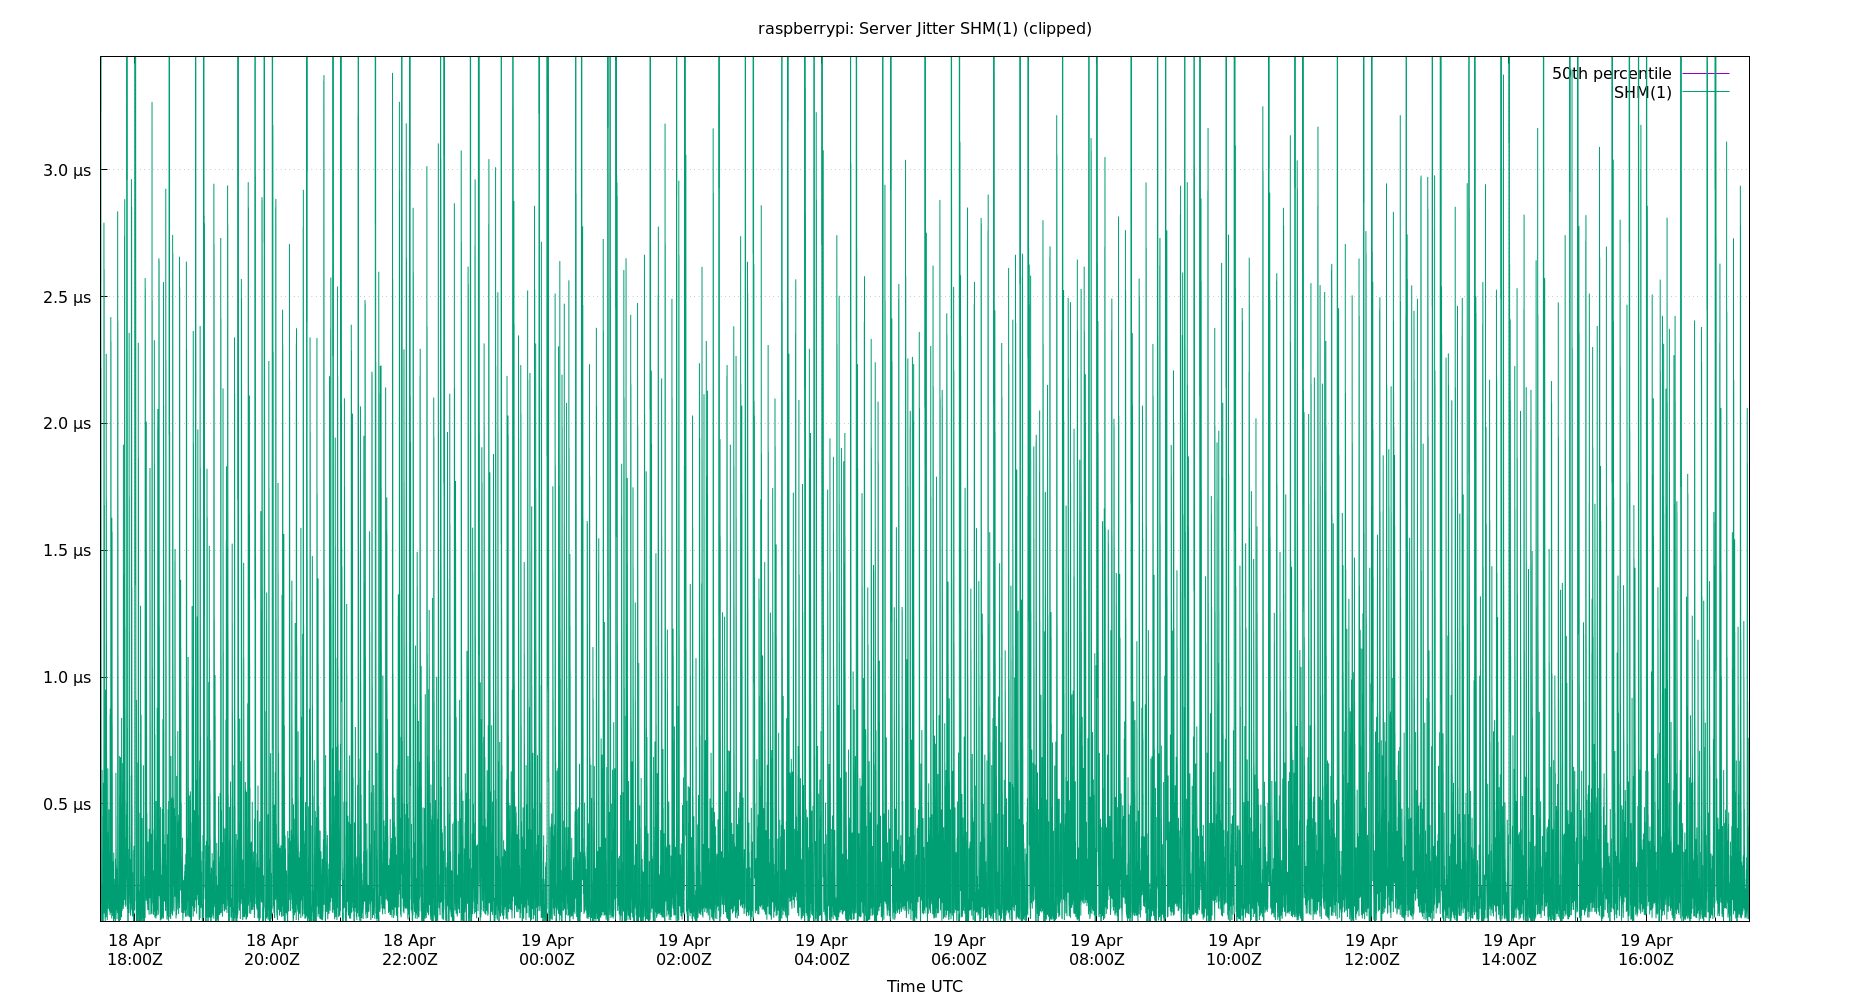 raspberrypi: Server Jitter SHM(1) (clipped)
50th percentile
SHM(1)
3.0 µs
2.5 µs
2.0 µs
1.5 µs
1.0 µs
0.5 µs
18 Apr 18 Apr 18 Apr 19 Apr 19 Apr 19 Apr 19 Apr 19 Apr 19 Apr 19 Apr 19 Apr 19 Apr
18:00Z 20:00Z 22:00Z 00:00Z 02:00Z 04:00Z 06:00Z 08:00Z 10:00Z 12:00Z 14:00Z 16:00Z
Time UTC